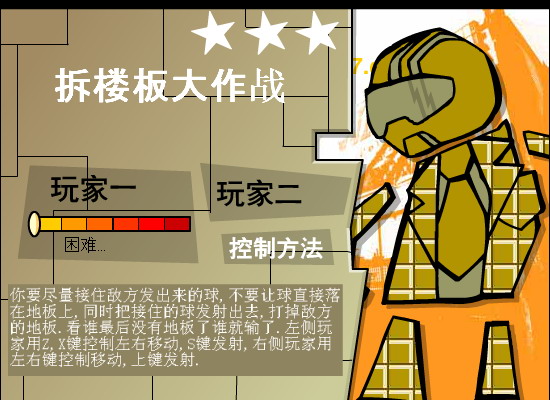 拆楼板大作战
7.
玩家一
玩家二
困难...
控制方法
你要尽量接住敌方发出来的球,不要让球直接落
在地板上,同时把接住的球发射出去,打掉敌方
的地板.看谁最后没有地板了谁就输了.左侧玩
家用Z,X键控制左右移动,S键发射,右侧玩家用
左右键控制移动,上键发射.